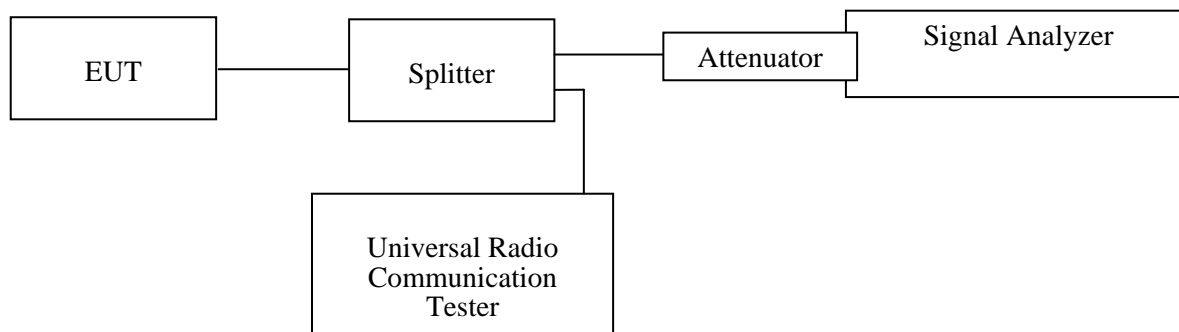 EUT
Splitter
Attenuator
Signal Analyzer
Universal Radio
Communication
Tester